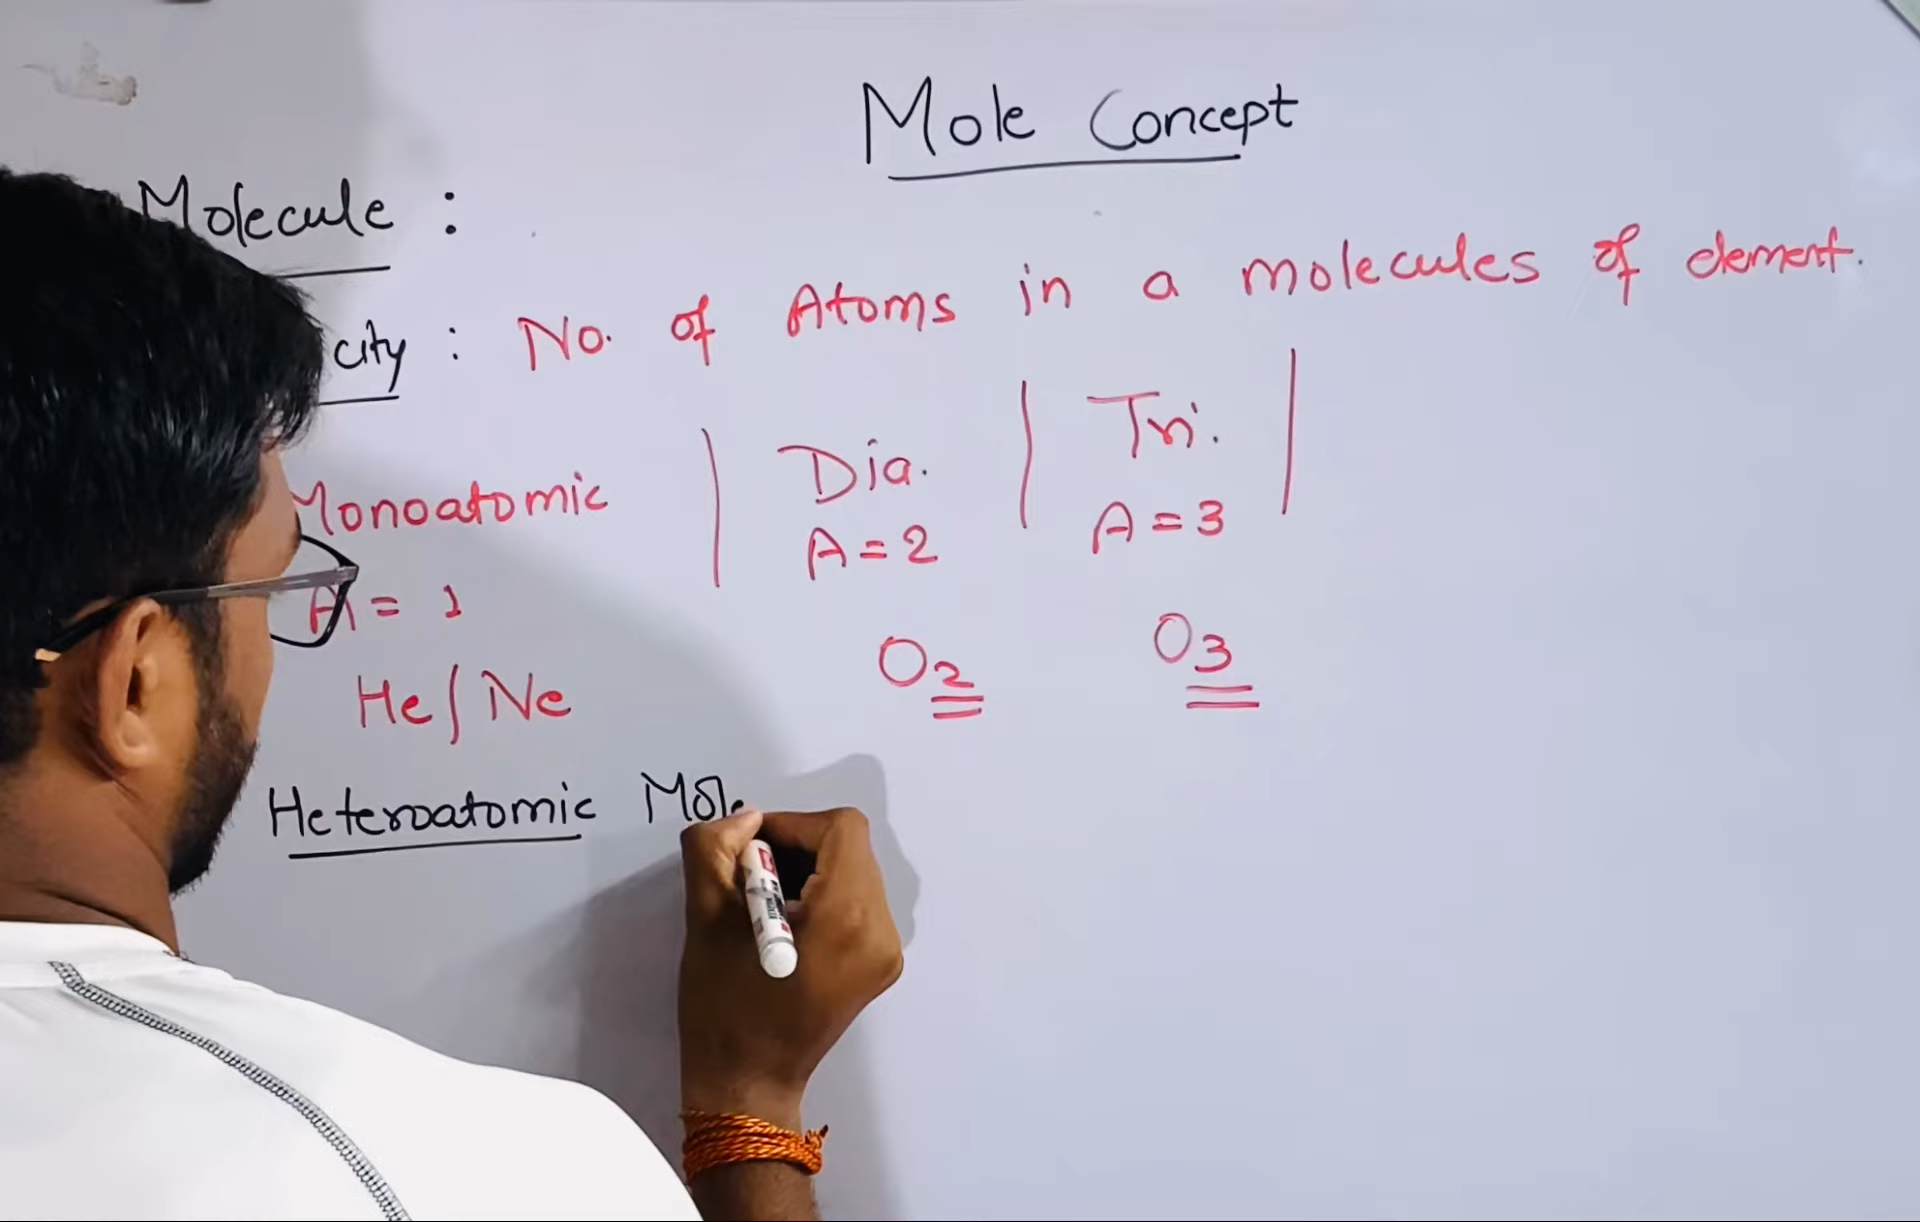 Mole Concept
Molecule :
city : No. of Atoms in a molecules of element.
Monoatomic | Dia. | Tri. |
A = 1 A = 2 A = 3
He / Ne O2 O3
Heteroatomic Mole